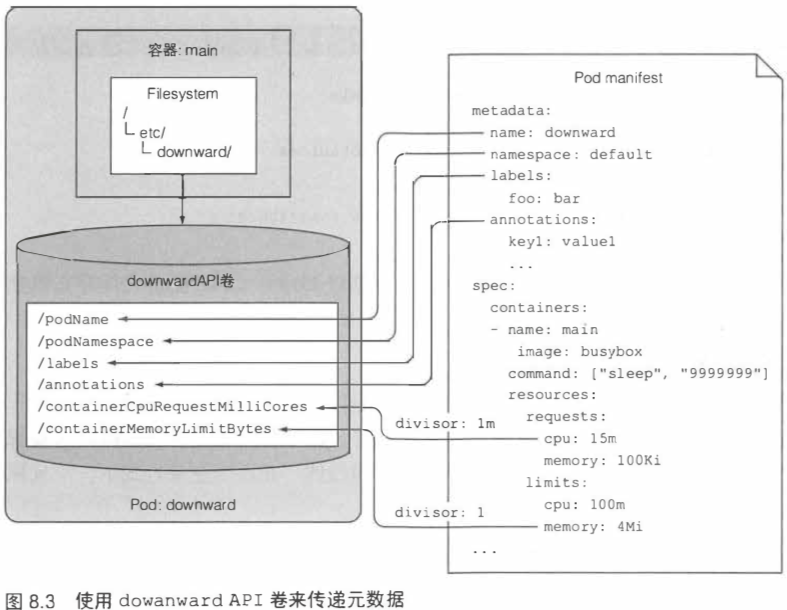 容器: main
Filesystem
/
etc/
downward/
downwardAPI卷
/podName
/podNamespace
/labels
/annotations
/containerCpuRequestMilliCores
/containerMemoryLimitBytes
Pod: downward
divisor: 1m
divisor: 1
Pod manifest
metadata:
name: downward
namespace: default
labels:
foo: bar
annotations:
key1: value1
...
spec:
containers:
- name: main
image: busybox
command: ["sleep", "9999999"]
resources:
requests:
cpu: 15m
memory: 100Ki
limits:
cpu: 100m
memory: 4Mi
...
图 8.3 使用 dowanward API 卷来传递元数据